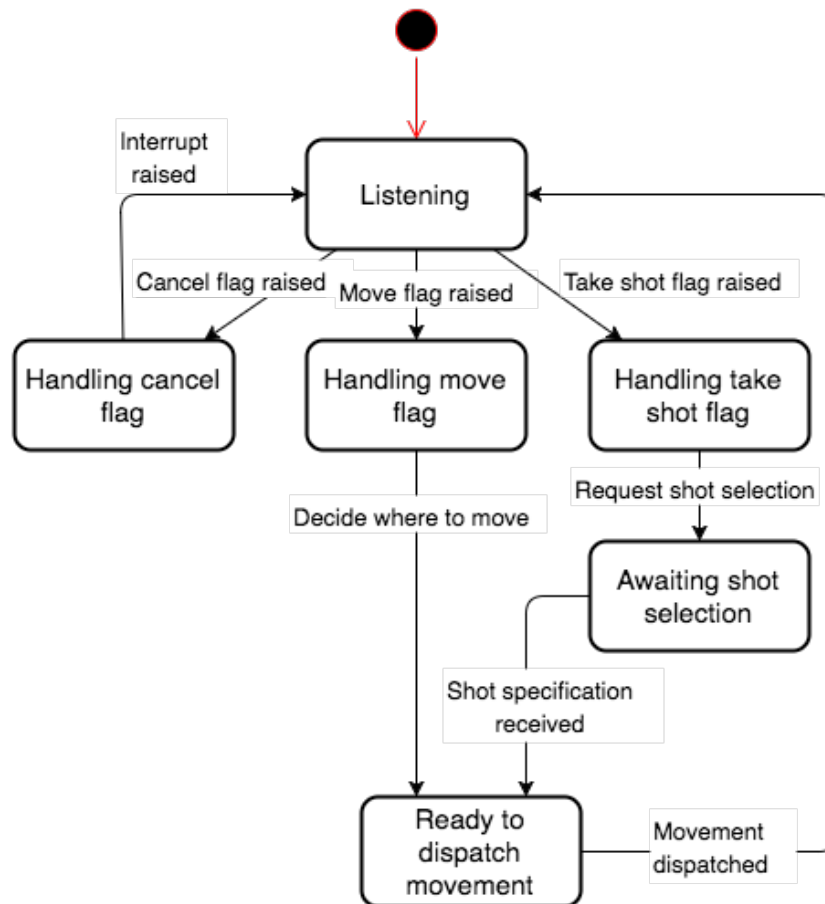 Interrupt
raised
Listening
Cancel flag raised
Move flag raised
Take shot flag raised
Handling cancel
flag
Handling move
flag
Handling take
shot flag
Request shot selection
Decide where to move
Awaiting shot
selection
Shot specification
received
Ready to
dispatch
movement
Movement
dispatched